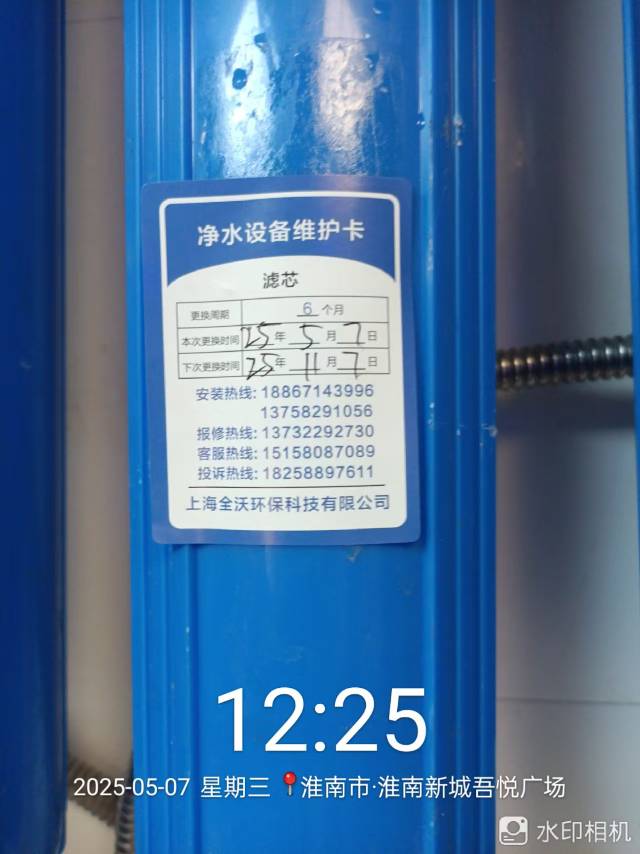 净水设备维护卡
滤芯
更换周期 6 个月
本次更换时间 25 年 5 月 7 日
下次更换时间 25 年 11 月 7 日
安装热线: 18867143996
13758291056
报修热线: 13732292730
客服热线: 15158087089
投诉热线: 18258897611
上海全沃环保科技有限公司
12:25
2025-05-07 星期三 淮南市·淮南新城吾悦广场
水印相机